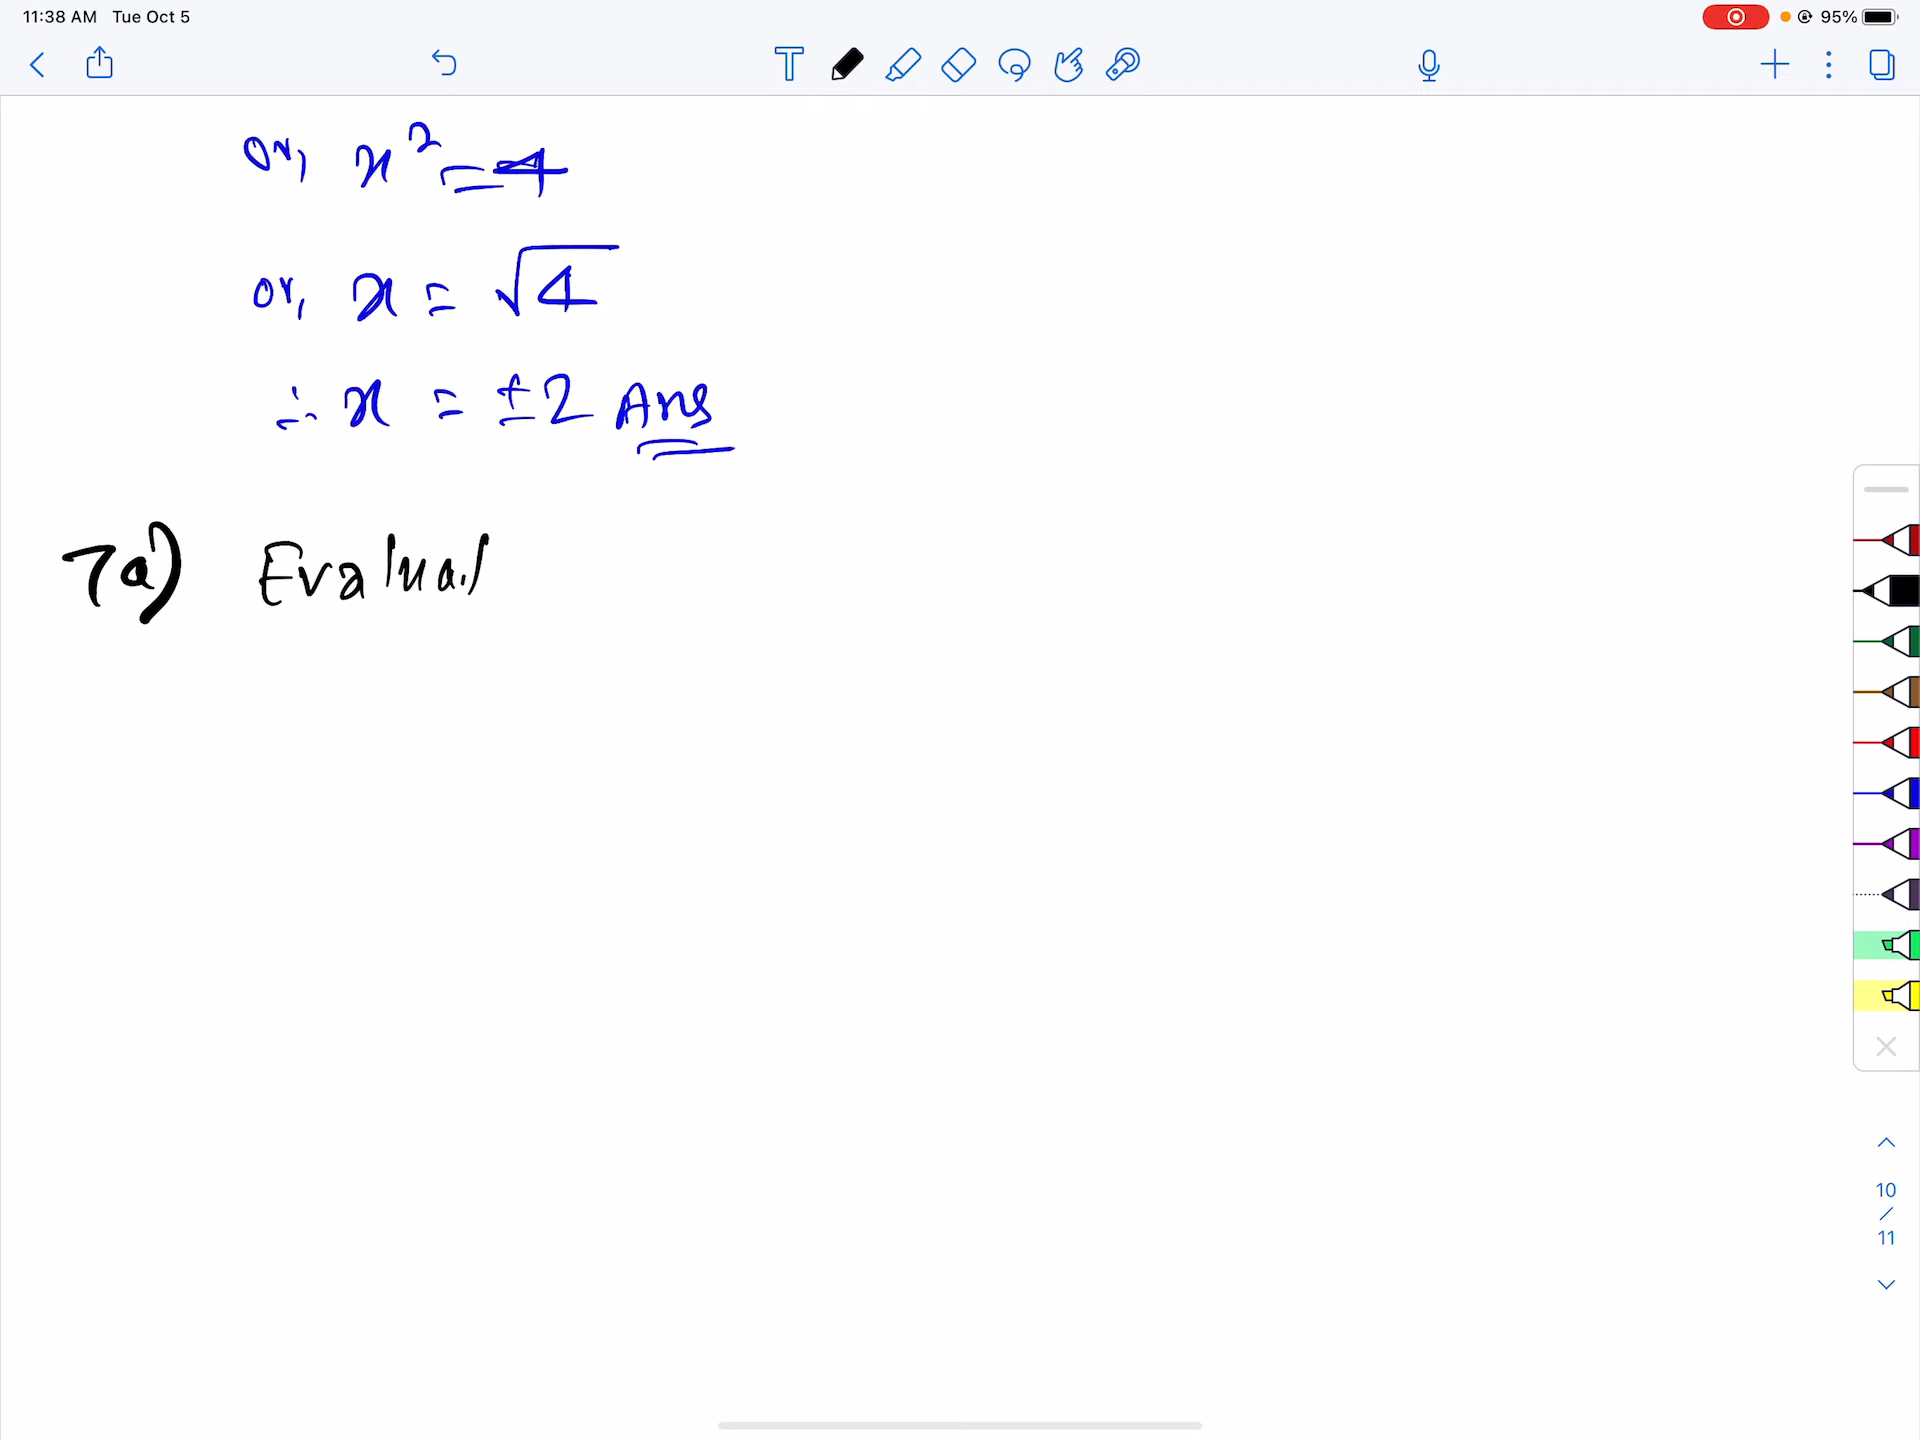 11:38 AM Tue Oct 5 95%
or, x² = 4
or, x = √4
∴ x = ±2 Ans
7a) Evaluat
10
/
11